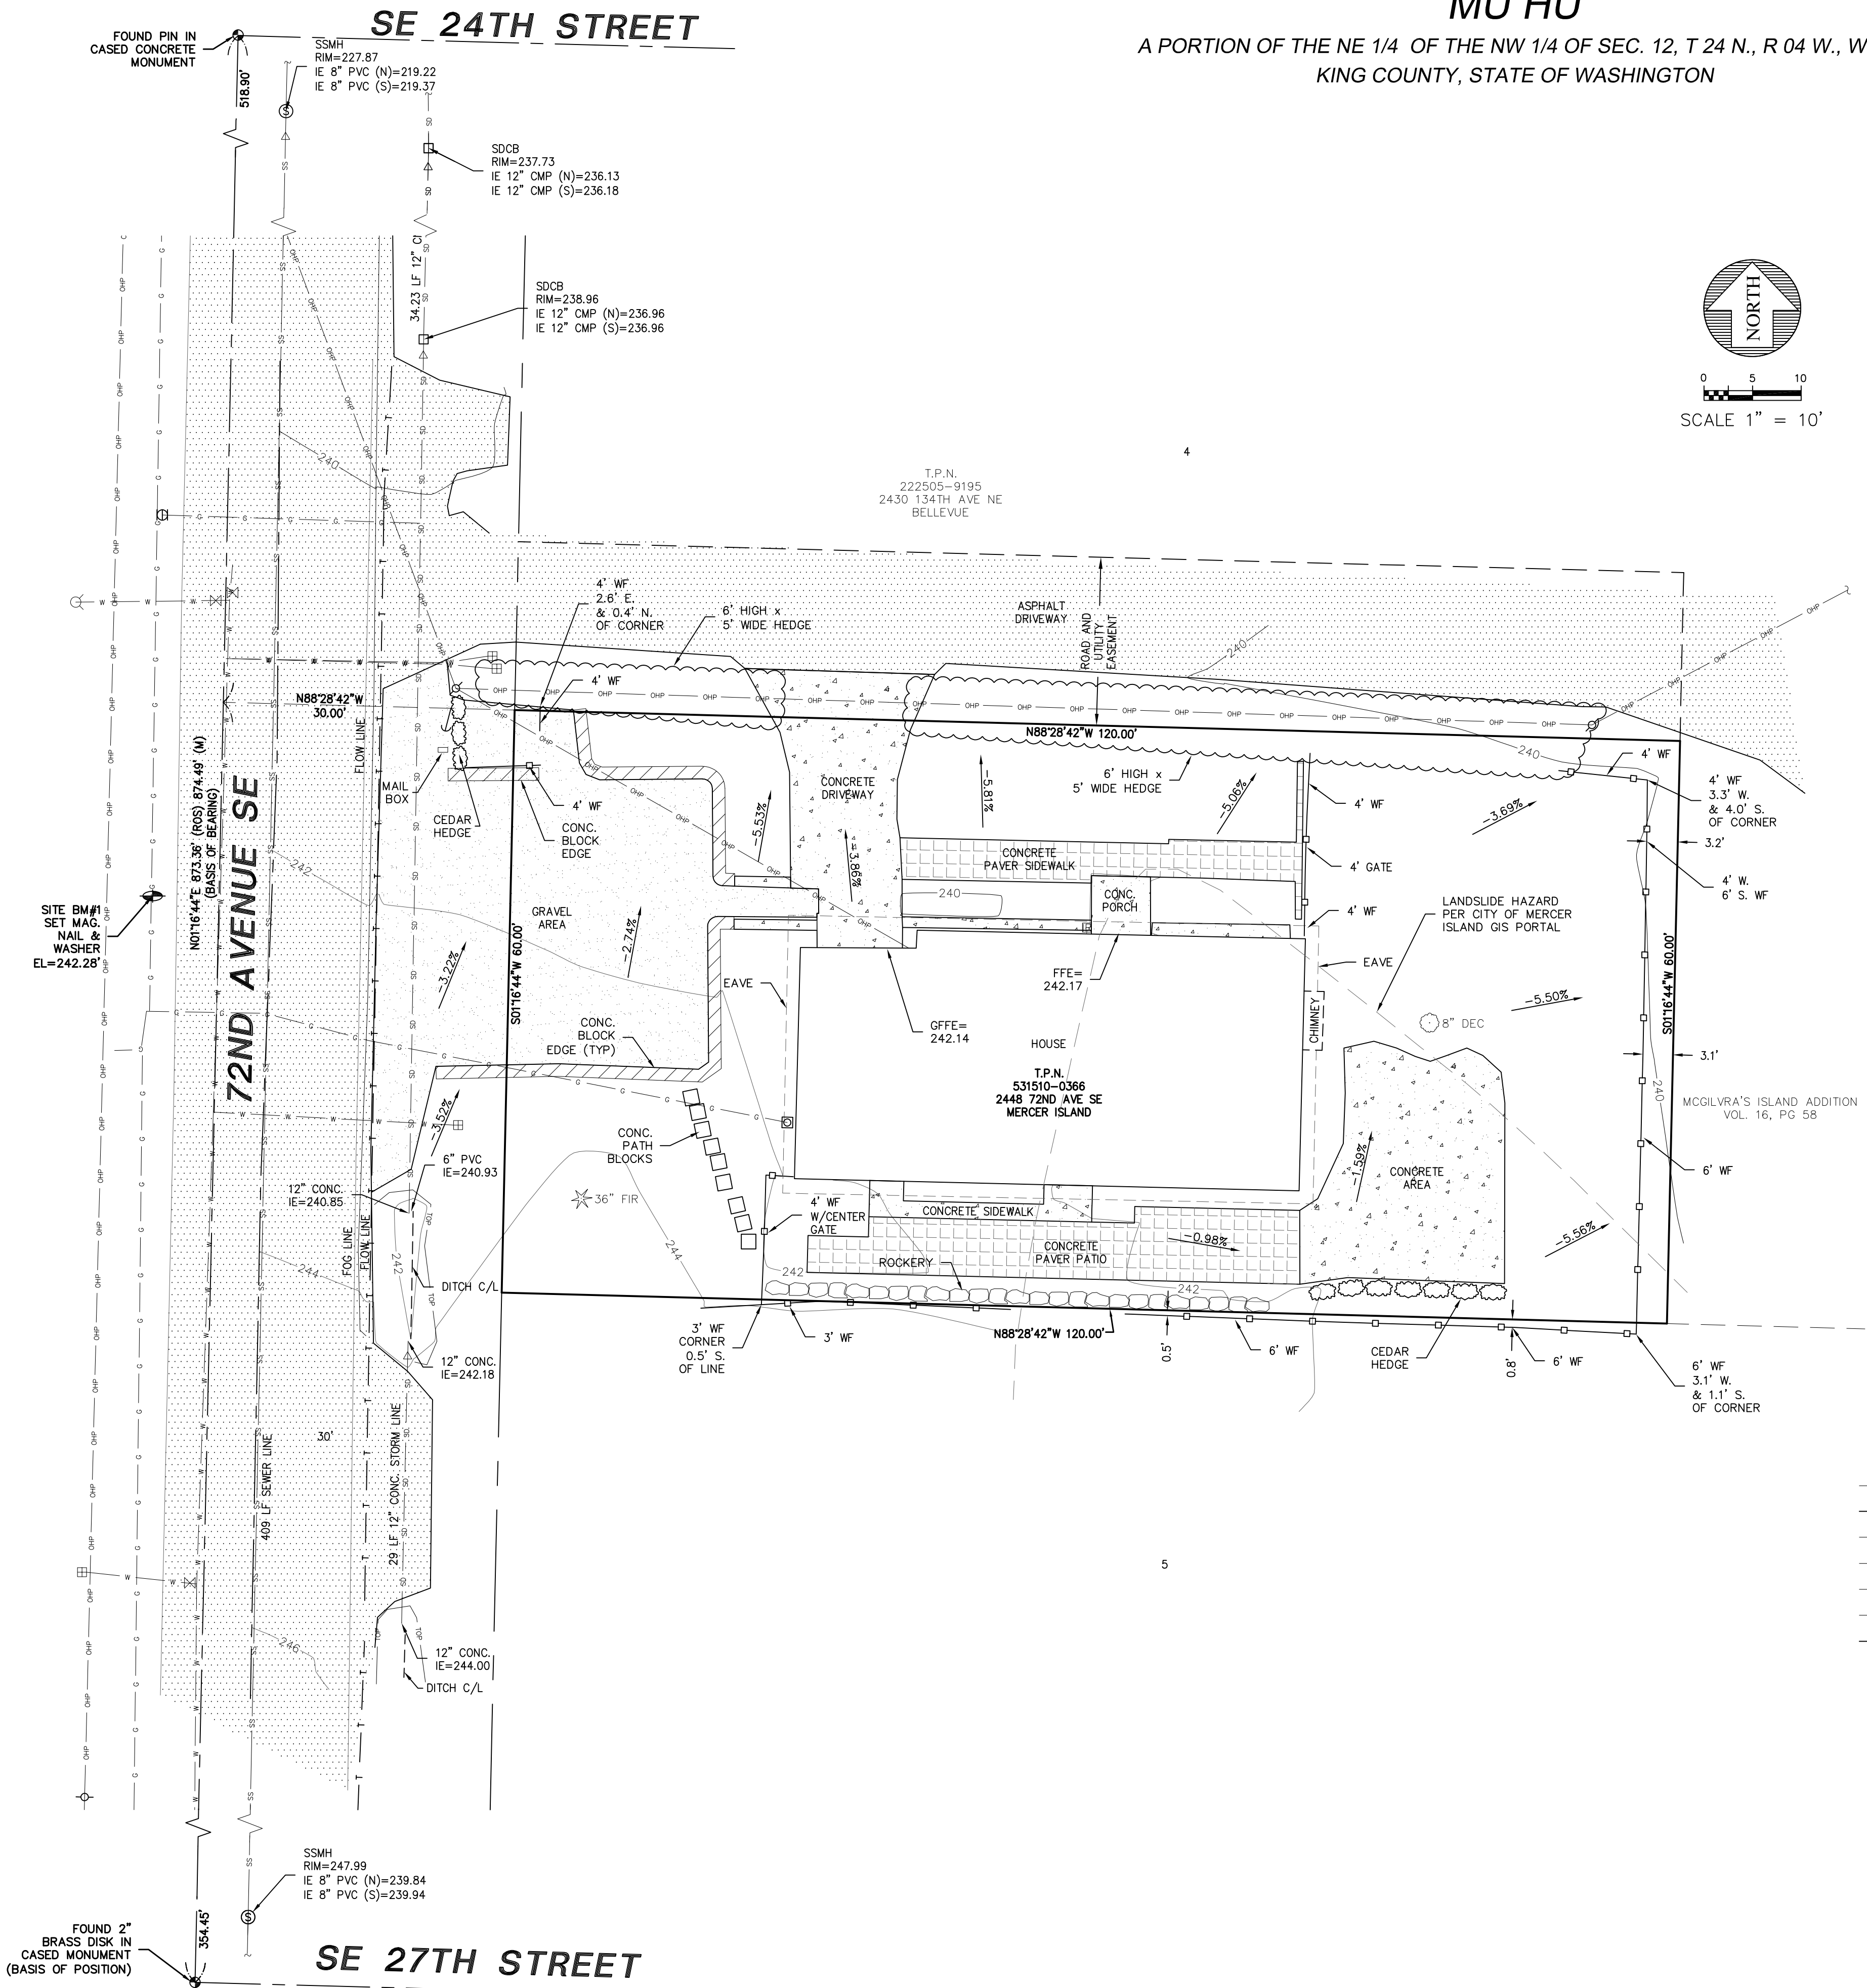 MU HU
A PORTION OF THE NE 1/4 OF THE NW 1/4 OF SEC. 12, T 24 N., R 04 W., W
KING COUNTY, STATE OF WASHINGTON
SE 24TH STREET
FOUND PIN IN
CASED CONCRETE
MONUMENT
518.90'
SSMH
RIM=227.87
IE 8" PVC (N)=219.22
IE 8" PVC (S)=219.37
SDCB
RIM=237.73
IE 12" CMP (N)=236.13
IE 12" CMP (S)=236.18
34.23 LF 12" C
SDCB
RIM=238.96
IE 12" CMP (N)=236.96
IE 12" CMP (S)=236.96
NORTH
0 5 10
SCALE 1" = 10'
4
T.P.N.
222505-9195
2430 134TH AVE NE
BELLEVUE
240
4' WF
2.6' E.
& 0.4' N.
OF CORNER
6' HIGH x
5' WIDE HEDGE
ASPHALT
DRIVEWAY
ROAD AND
UTILITY
EASEMENT
240
4' WF
N88°28'42"W
30.00'
FLOW LINE
N88°28'42"W 120.00'
240
4' WF
4' WF
3.3' W.
& 4.0' S.
OF CORNER
MAIL
BOX
CEDAR
HEDGE
4' WF
CONC.
BLOCK
EDGE
-5.53%
CONCRETE
DRIVEWAY
-3.86%
-5.81%
6' HIGH x
5' WIDE HEDGE
-5.06%
4' WF
-3.69%
3.2'
CONCRETE
PAVER SIDEWALK
4' GATE
4' W.
6' S. WF
N01°16'44"E 873.36' (ROS) 874.49' (M)
(BASIS OF BEARING)
72ND AVENUE SE
242
SITE BM#1
SET MAG.
NAIL &
WASHER
EL=242.28'
GRAVEL
AREA
240
CONC.
PORCH
4' WF
LANDSLIDE HAZARD
PER CITY OF MERCER
ISLAND GIS PORTAL
-3.22%
-2.74%
S01°16'44"W 60.00'
EAVE
FFE=
242.17
EAVE
S01°16'44"W 60.00'
-5.50%
CONC.
BLOCK
EDGE (TYP)
GFFE=
242.14
HOUSE
CHIMNEY
8" DEC
3.1'
T.P.N.
531510-0366
2448 72ND AVE SE
MERCER ISLAND
240
MCGILVRA'S ISLAND ADDITION
VOL. 16, PG 58
-3.52%
CONC.
PATH
BLOCKS
6" PVC
IE=240.93
12" CONC.
IE=240.85
36" FIR
-1.59%
CONCRETE
AREA
6' WF
4' WF
W/CENTER
GATE
CONCRETE SIDEWALK
FOG LINE
FLOW LINE
TOP
242
244
244
-0.98%
CONCRETE
PAVER PATIO
-5.56%
ROCKERY
242
242
DITCH C/L
TOP
3' WF
CORNER
0.5' S.
OF LINE
3' WF
N88°28'42"W 120.00'
0.5'
6' WF
CEDAR
HEDGE
0.8'
6' WF
6' WF
3.1' W.
& 1.1' S.
OF CORNER
12" CONC.
IE=242.18
30'
409 LF SEWER LINE
29 LF 12" CONC. STORM LINE
5
246
TOP
TOP
12" CONC.
IE=244.00
DITCH C/L
SSMH
RIM=247.99
IE 8" PVC (N)=239.84
IE 8" PVC (S)=239.94
354.45'
FOUND 2"
BRASS DISK IN
CASED MONUMENT
(BASIS OF POSITION)
SE 27TH STREET